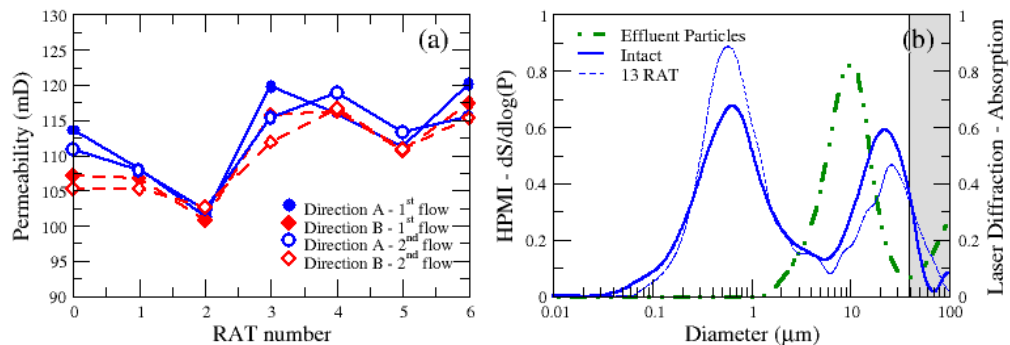 (a)
Permeability (mD)
130
125
120
115
110
105
100
95
90
Direction A - 1st flow
Direction B - 1st flow
Direction A - 2nd flow
Direction B - 2nd flow
0 1 2 3 4 5 6
RAT number
(b)
HPMI - dS/dlog(P)
1
0.8
0.6
0.4
0.2
0
Effluent Particles
Intact
13 RAT
1
0.8
0.6
0.4
0.2
0
Laser Diffraction - Absorption
0.01 0.1 1 10 100
Diameter (μm)